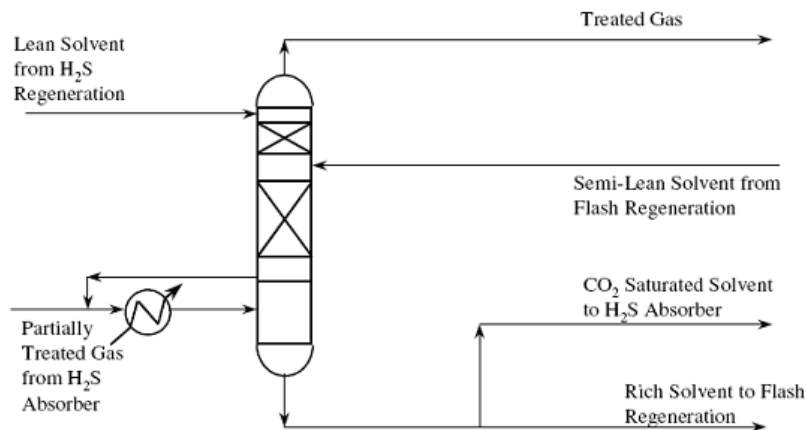 Treated Gas
Lean Solvent
from H₂S
Regeneration
Semi-Lean Solvent from
Flash Regeneration
CO₂ Saturated Solvent
to H₂S Absorber
Partially
Treated Gas
from H₂S
Absorber
Rich Solvent to Flash
Regeneration